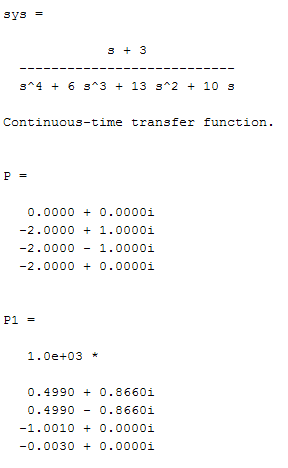 sys =
s + 3
---------------------------
s^4 + 6 s^3 + 13 s^2 + 10 s
Continuous-time transfer function.
P =
0.0000 + 0.0000i
-2.0000 + 1.0000i
-2.0000 - 1.0000i
-2.0000 + 0.0000i
P1 =
1.0e+03 *
0.4990 + 0.8660i
0.4990 - 0.8660i
-1.0010 + 0.0000i
-0.0030 + 0.0000i